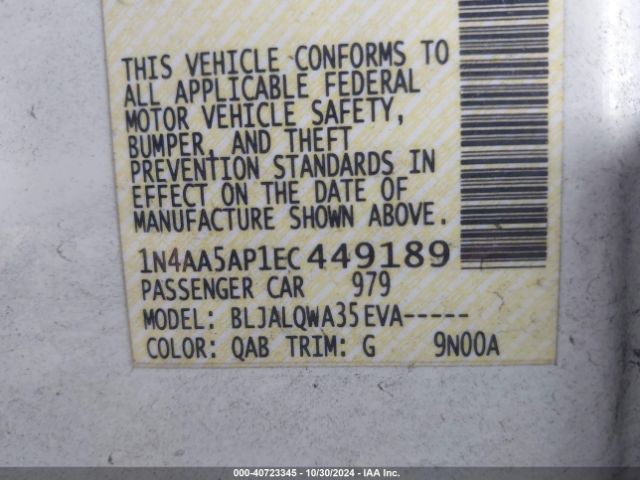 THIS VEHICLE CONFORMS TO
ALL APPLICABLE FEDERAL
MOTOR VEHICLE SAFETY,
BUMPER, AND THEFT
PREVENTION STANDARDS IN
EFFECT ON THE DATE OF
MANUFACTURE SHOWN ABOVE.
1N4AA5AP1EC449189
PASSENGER CAR 979
MODEL: BLJALQWA35EVA-----
COLOR: QAB TRIM: G 9N00A
000-40723345 - 10/30/2024 - IAA Inc.